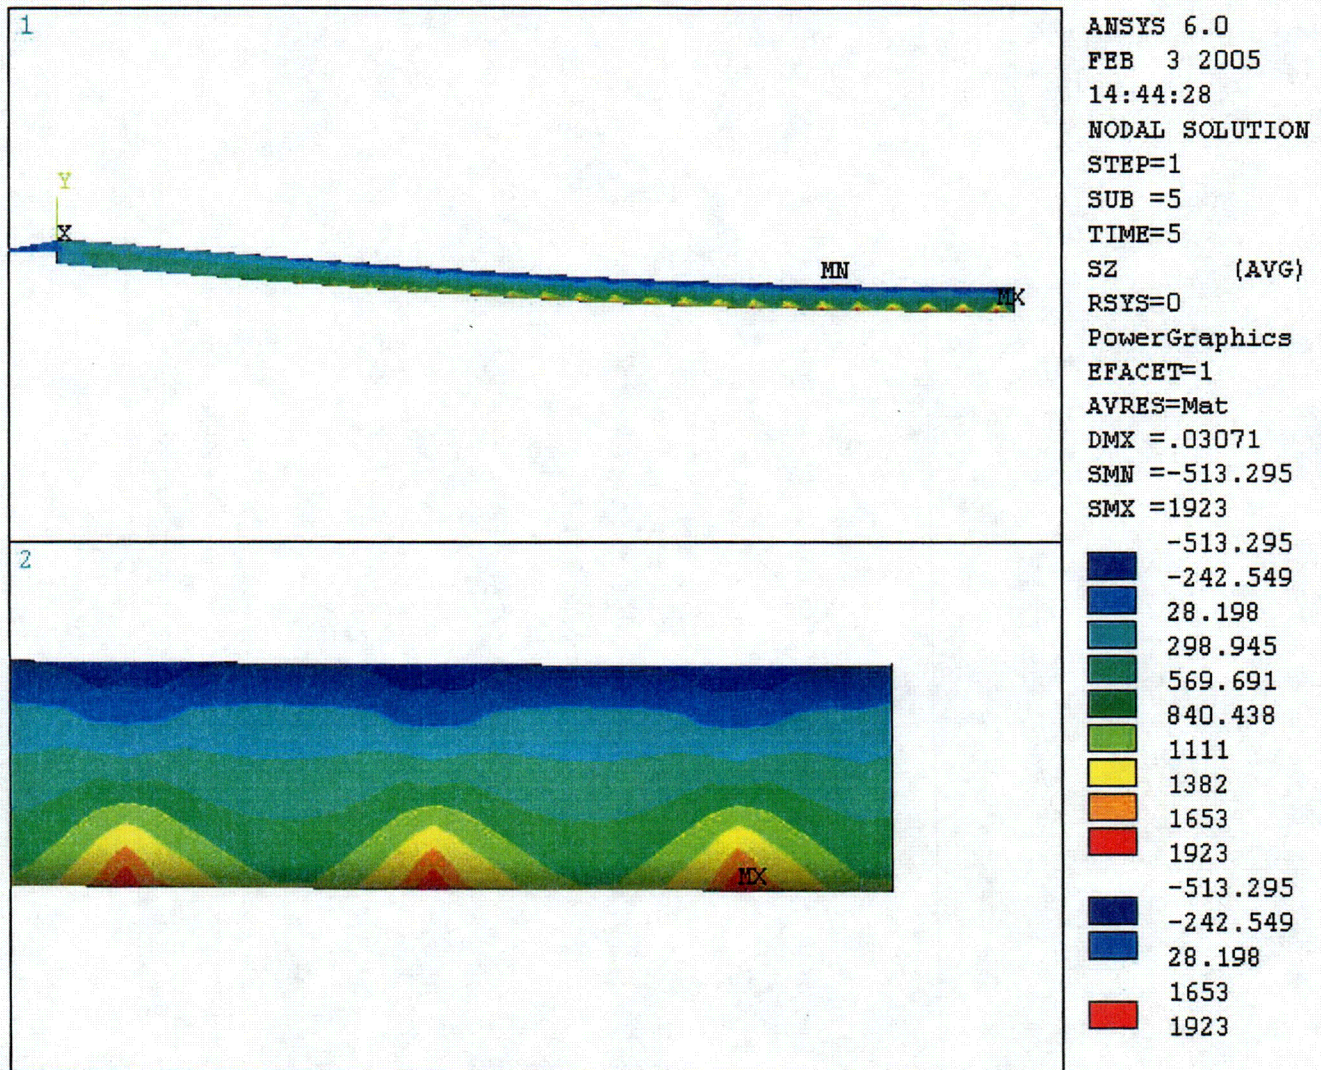 1
Y
X
MN
MX
2
MX
ANSYS 6.0
FEB 3 2005
14:44:28
NODAL SOLUTION
STEP=1
SUB =5
TIME=5
SZ (AVG)
RSYS=0
PowerGraphics
EFACET=1
AVRES=Mat
DMX =.03071
SMN =-513.295
SMX =1923
-513.295
-242.549
28.198
298.945
569.691
840.438
1111
1382
1653
1923
-513.295
-242.549
28.198
1653
1923